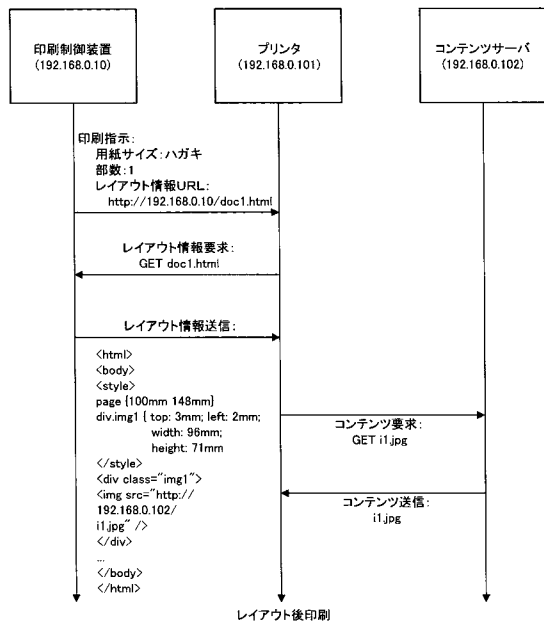 印刷制御装置
(192.168.0.10)
プリンタ
(192.168.0.101)
コンテンツサーバ
(192.168.0.102)
印刷指示:
用紙サイズ:ハガキ
部数:1
レイアウト情報URL:
http://192.168.0.10/doc1.html
レイアウト情報要求:
GET doc1.html
レイアウト情報送信:
<html>
<body>
<style>
page {100mm 148mm}
div.img1 { top: 3mm; left: 2mm;
width: 96mm;
height: 71mm
</style>
<div class="img1">
<img src="http://
192.168.0.102/
i1.jpg" />
</div>
...
</body>
</html>
コンテンツ要求:
GET i1.jpg
コンテンツ送信:
i1.jpg
レイアウト後印刷